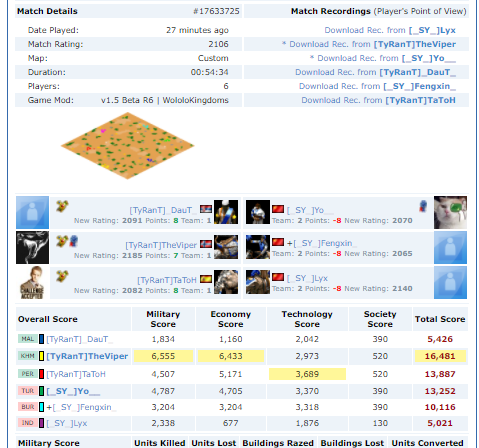 Match Details #17633725 Match Recordings (Player's Point of View)
Date Played: 27 minutes ago Download Rec. from [_SY_]Lyx
Match Rating: 2106 * Download Rec. from [TyRanT]TheViper
Map: Custom * Download Rec. from [_SY_]Yo___
Duration: 00:54:34 Download Rec. from [TyRanT]_DauT_
Players: 6 Download Rec. from [_SY_]Fengxin_
Game Mod: v1.5 Beta R6 | WololoKingdoms Download Rec. from [TyRanT]TaToH
[TyRanT]_DauT_ [_SY_]Yo__
New Rating: 2091 Points: 8 Team: 1 Team: 2 Points: -8 New Rating: 2070
[TyRanT]TheViper +[_SY_]Fengxin_
New Rating: 2185 Points: 7 Team: 1 Team: 2 Points: -8 New Rating: 2065
[TyRanT]TaToH [_SY_]Lyx
New Rating: 2082 Points: 8 Team: 1 Team: 2 Points: -8 New Rating: 2140
CHALLENGE ACCEPTED
Overall Score Military Score Economy Score Technology Score Society Score Total Score
MAL [TyRanT]_DauT_ 1,834 1,160 2,042 390 5,426
KHM [TyRanT]TheViper 6,555 6,433 2,973 520 16,481
PER [TyRanT]TaToH 4,507 5,171 3,689 520 13,887
TUR [_SY_]Yo___ 4,787 4,705 3,370 390 13,252
BUR +[_SY_]Fengxin_ 3,204 3,204 3,318 390 10,116
IND [_SY_]Lyx 2,338 677 1,876 130 5,021
Military Score Units Killed Units Lost Buildings Razed Buildings Lost Units Converted